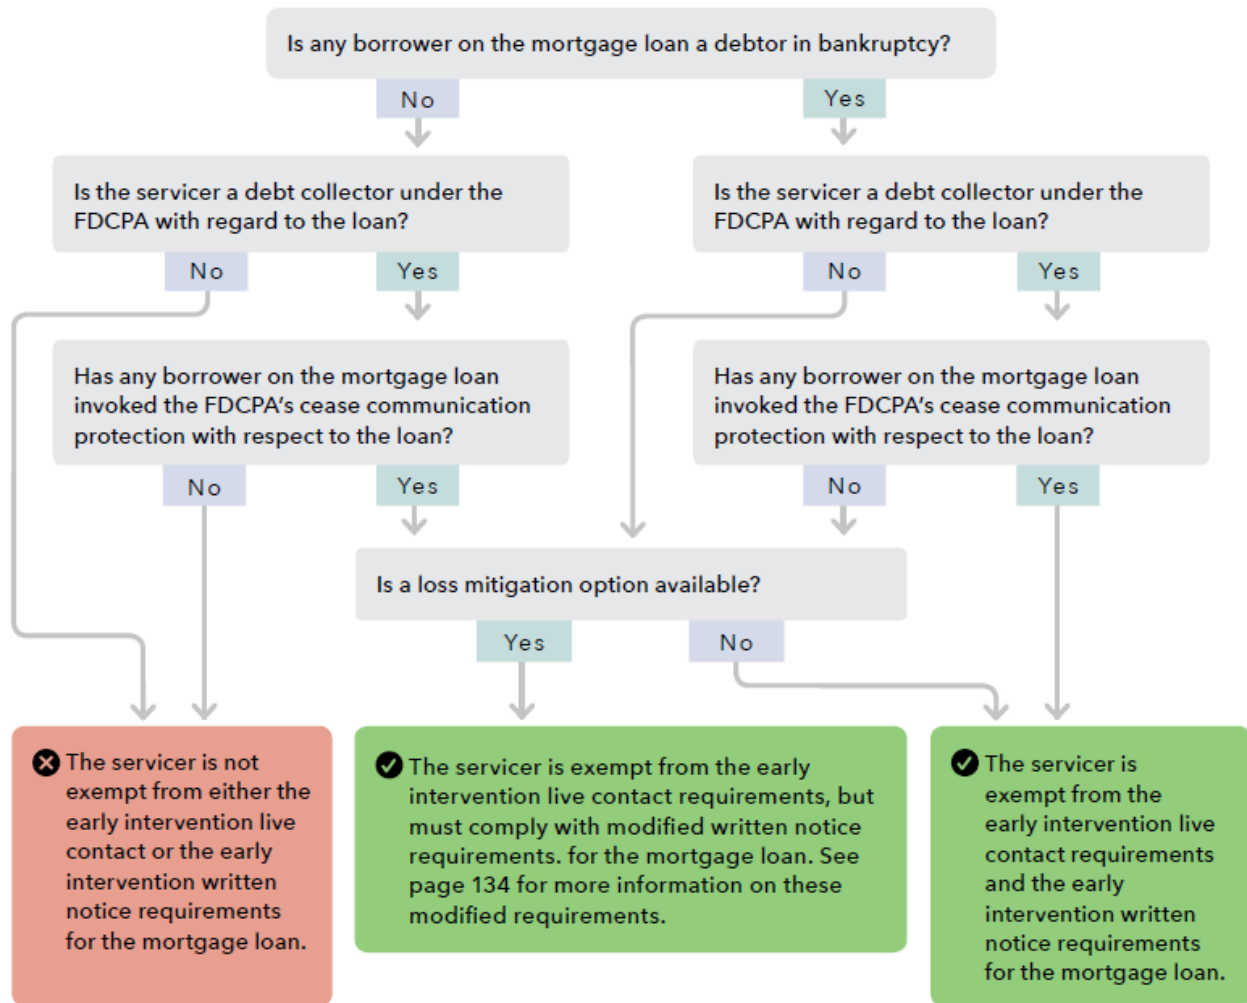 Is any borrower on the mortgage loan a debtor in bankruptcy?
No
Yes
Is the servicer a debt collector under the
FDCPA with regard to the loan?
No
Yes
Is the servicer a debt collector under the
FDCPA with regard to the loan?
No
Yes
Has any borrower on the mortgage loan
invoked the FDCPA’s cease communication
protection with respect to the loan?
No
Yes
Has any borrower on the mortgage loan
invoked the FDCPA’s cease communication
protection with respect to the loan?
No
Yes
Is a loss mitigation option available?
Yes
No
The servicer is not
exempt from either the
early intervention live
contact or the early
intervention written
notice requirements
for the mortgage loan.
The servicer is exempt from the early
intervention live contact requirements, but
must comply with modified written notice
requirements. for the mortgage loan. See
page 134 for more information on these
modified requirements.
The servicer is
exempt from the
early intervention live
contact requirements
and the early
intervention written
notice requirements
for the mortgage loan.